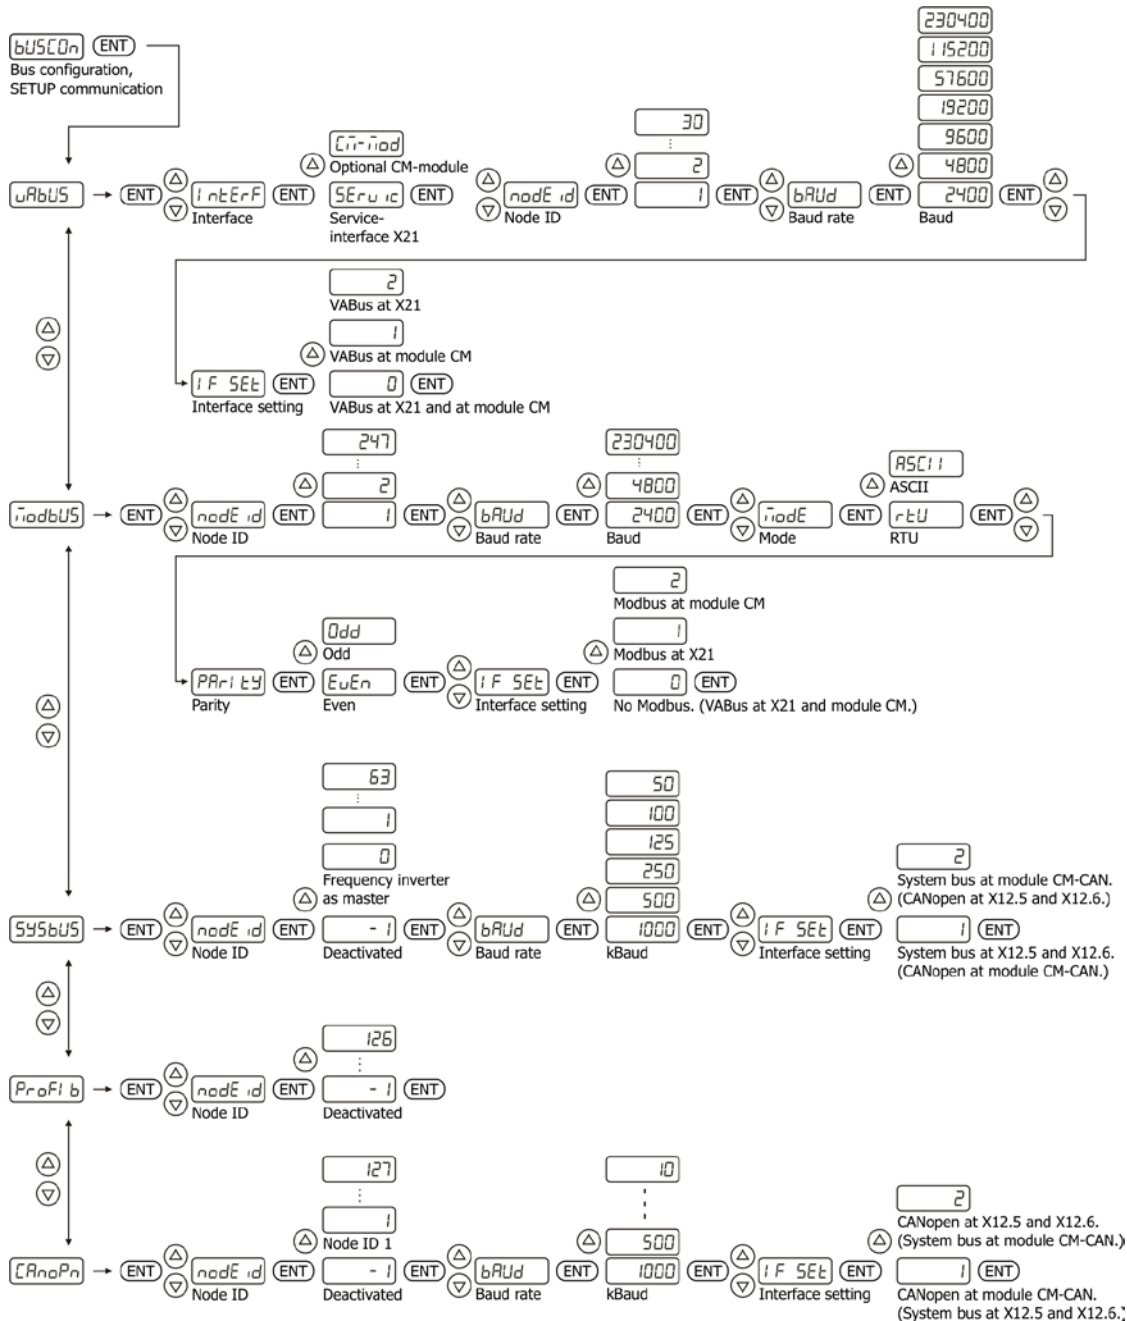 230400
115200
bUSCOn ENT
57600
Bus configuration,
SETUP communication
19200
30
9600
Cm-mod
Optional CM-module
2
4800
vAbUS ENT IntErF ENT SErvic ENT nodE id ENT 1 ENT bAUd ENT 2400 ENT
Interface
Service-
interface X21
Node ID
Baud rate
Baud
2
VABus at X21
1
VABus at module CM
IF SEt ENT 0 ENT
Interface setting
VABus at X21 and at module CM
247
230400
ASCII
ASCII
2
4800
modbUS ENT nodE id ENT 1 ENT bAUd ENT 2400 ENT modE ENT rtU ENT
Node ID
Baud rate
Baud
Mode
RTU
2
Modbus at module CM
Odd
Odd
1
Modbus at X21
PAritY ENT EvEn ENT IF SEt ENT 0 ENT
Parity
Even
Interface setting
No Modbus. (VABus at X21 and module CM.)
63
50
100
1
125
0
250
2
Frequency inverter
as master
System bus at module CM-CAN.
(CANopen at X12.5 and X12.6.)
500
SYSbUS ENT nodE id ENT -1 ENT bAUd ENT 1000 ENT IF SEt ENT 1 ENT
Node ID
Deactivated
Baud rate
kBaud
Interface setting
System bus at X12.5 and X12.6.
(CANopen at module CM-CAN.)
126
ProFIb ENT nodE id ENT -1 ENT
Node ID
Deactivated
127
10
1
Node ID 1
2
CANopen at X12.5 and X12.6.
(System bus at module CM-CAN.)
500
CAnoPn ENT nodE id ENT -1 ENT bAUd ENT 1000 ENT IF SEt ENT 1 ENT
Node ID
Deactivated
Baud rate
kBaud
Interface setting
CANopen at module CM-CAN.
(System bus at X12.5 and X12.6.)